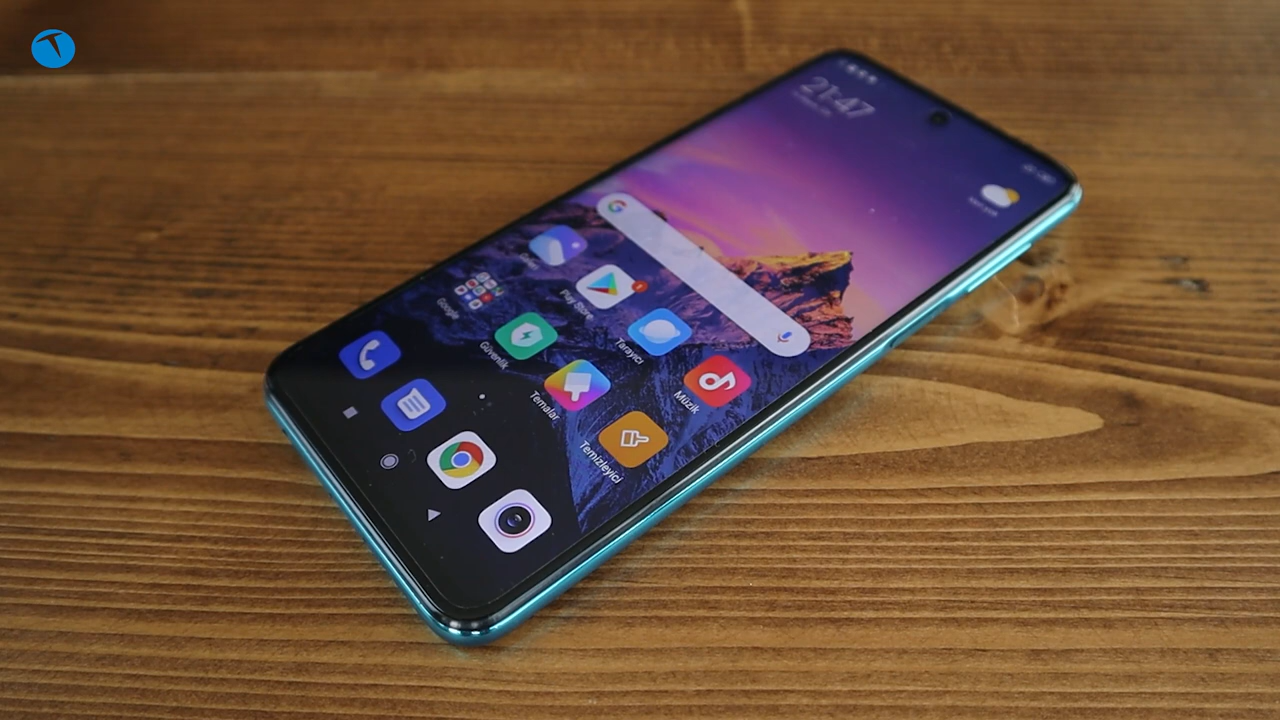 21:47
Play Store
Tarayıcı
Müzik
Google
Güvenlik
Temalar
Temizleyici